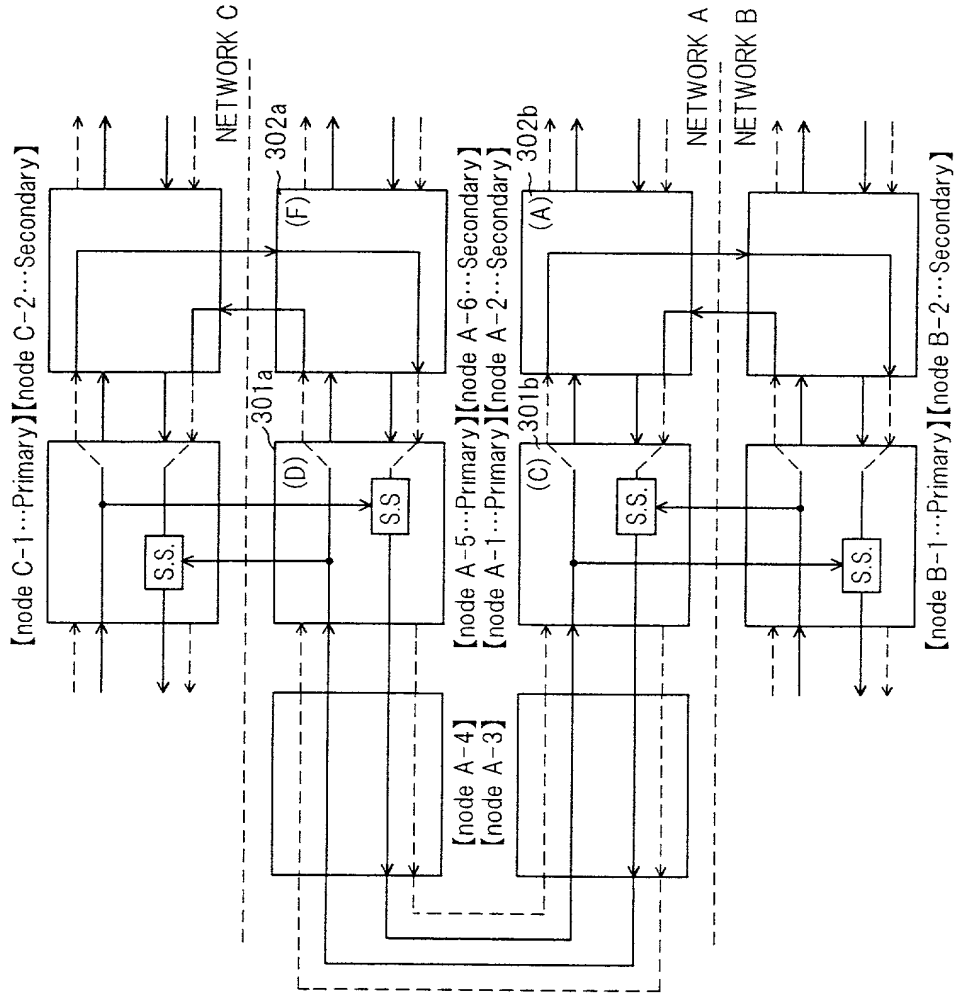 【node C-1…Primary】【node C-2…Secondary】
S.S.
NETWORK C
301a
302a
(D)
(F)
S.S
【node A-4】
【node A-3】
【node A-5…Primary】【node A-6…Secondary】
【node A-1…Primary】【node A-2…Secondary】
301b
302b
(C)
(A)
S.S.
NETWORK A
NETWORK B
S.S.
【node B-1…Primary】【node B-2…Secondary】